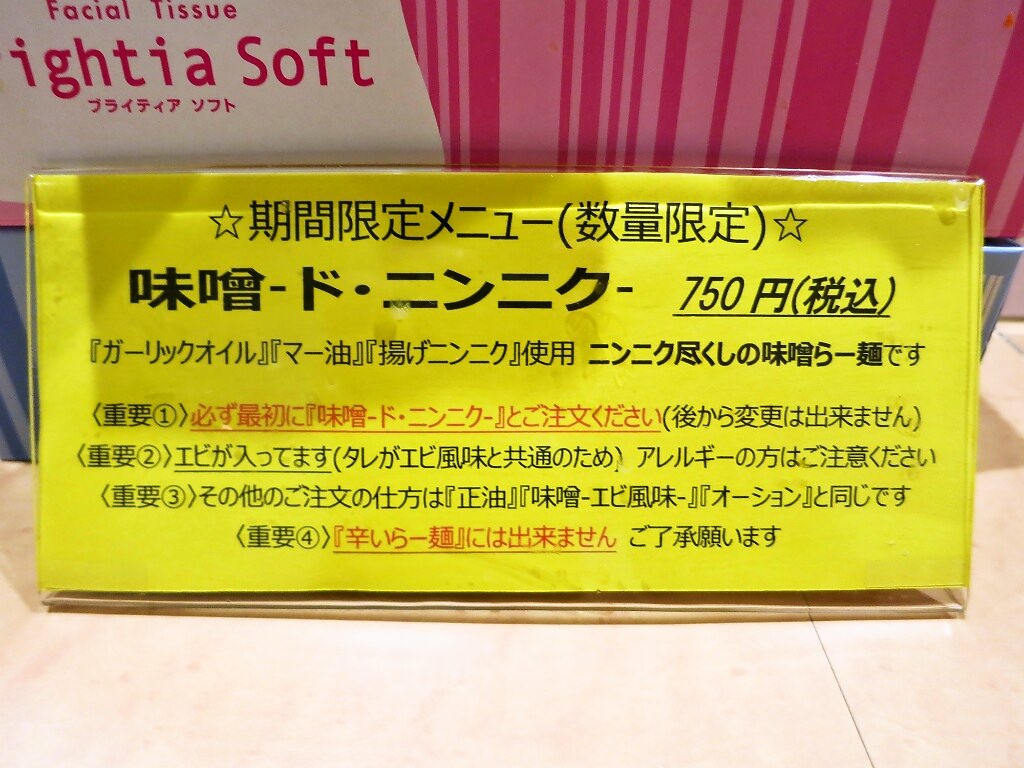 Facial Tissue
ightia Soft
ブライティア ソフト
☆期間限定メニュー(数量限定)☆
味噌-ド・ニンニク- 750円(税込)
『ガーリックオイル』『マー油』『揚げニンニク』使用 ニンニク尽くしの味噌らー麺です
〈重要①〉必ず最初に『味噌-ド・ニンニク-』とご注文ください(後から変更は出来ません)
〈重要②〉エビが入ってます(タレがエビ風味と共通のため) アレルギーの方はご注意ください
〈重要③〉その他のご注文の仕方は『正油』『味噌-エビ風味-』『オーション』と同じです
〈重要④〉『辛いらー麺』には出来ません ご了承願います